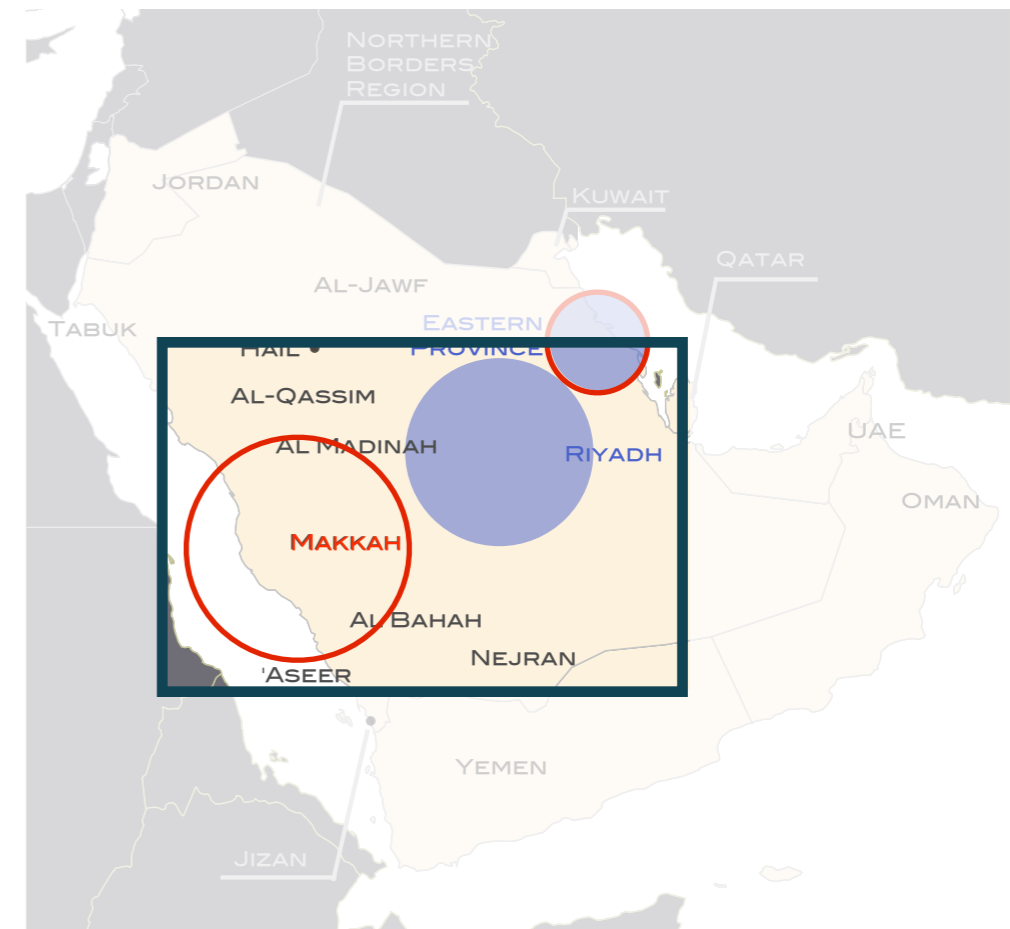 Northern
Borders
Region
Jordan
Kuwait
Qatar
Al-Jawf
Eastern
Province
Tabuk
Hail
Al-Qassim
UAE
Al Madinah
Riyadh
Oman
Makkah
Al Bahah
Nejran
'Aseer
Yemen
Jizan